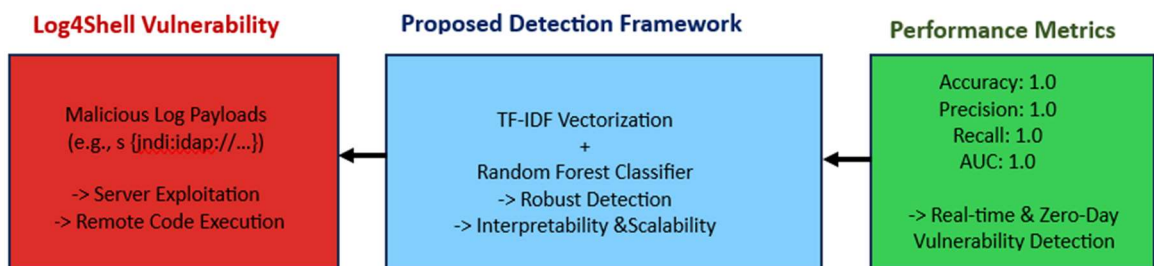 Log4Shell Vulnerability
Malicious Log Payloads
(e.g., s {jndi:idap://...})
-> Server Exploitation
-> Remote Code Execution
Proposed Detection Framework
TF-IDF Vectorization
+
Random Forest Classifier
-> Robust Detection
-> Interpretability &Scalability
Performance Metrics
Accuracy: 1.0
Precision: 1.0
Recall: 1.0
AUC: 1.0
-> Real-time & Zero-Day
Vulnerability Detection